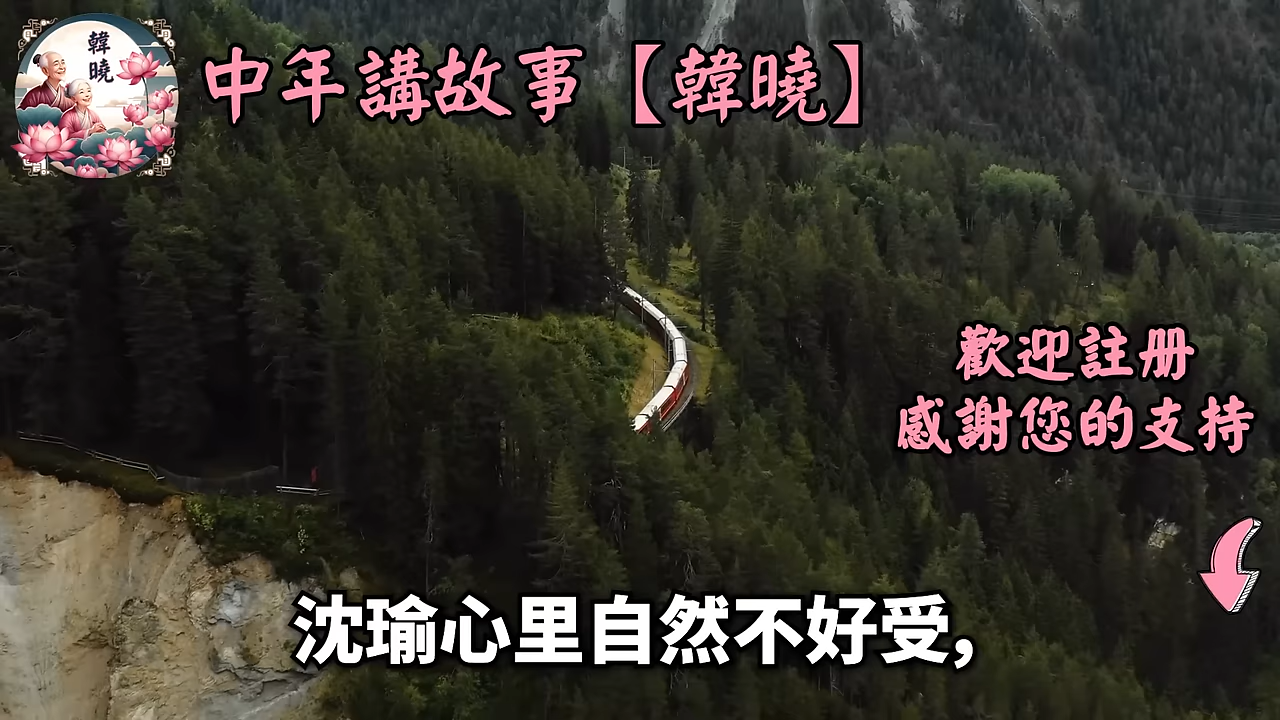 韓曉
中年講故事【韓曉】
歡迎註册
感謝您的支持
沈瑜心里自然不好受,